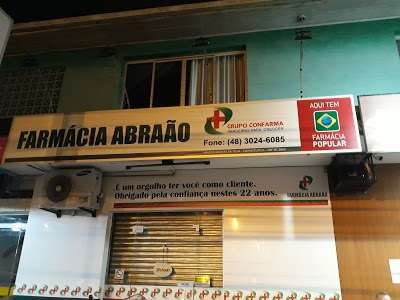 FARMÁCIA ABRAÃO
GRUPO CONFARMA
Fone: (48) 3024-6085
AQUI TEM
FARMÁCIA
POPULAR
É um orgulho ter você como cliente.
Obrigado pela confiança nestes 22 anos.